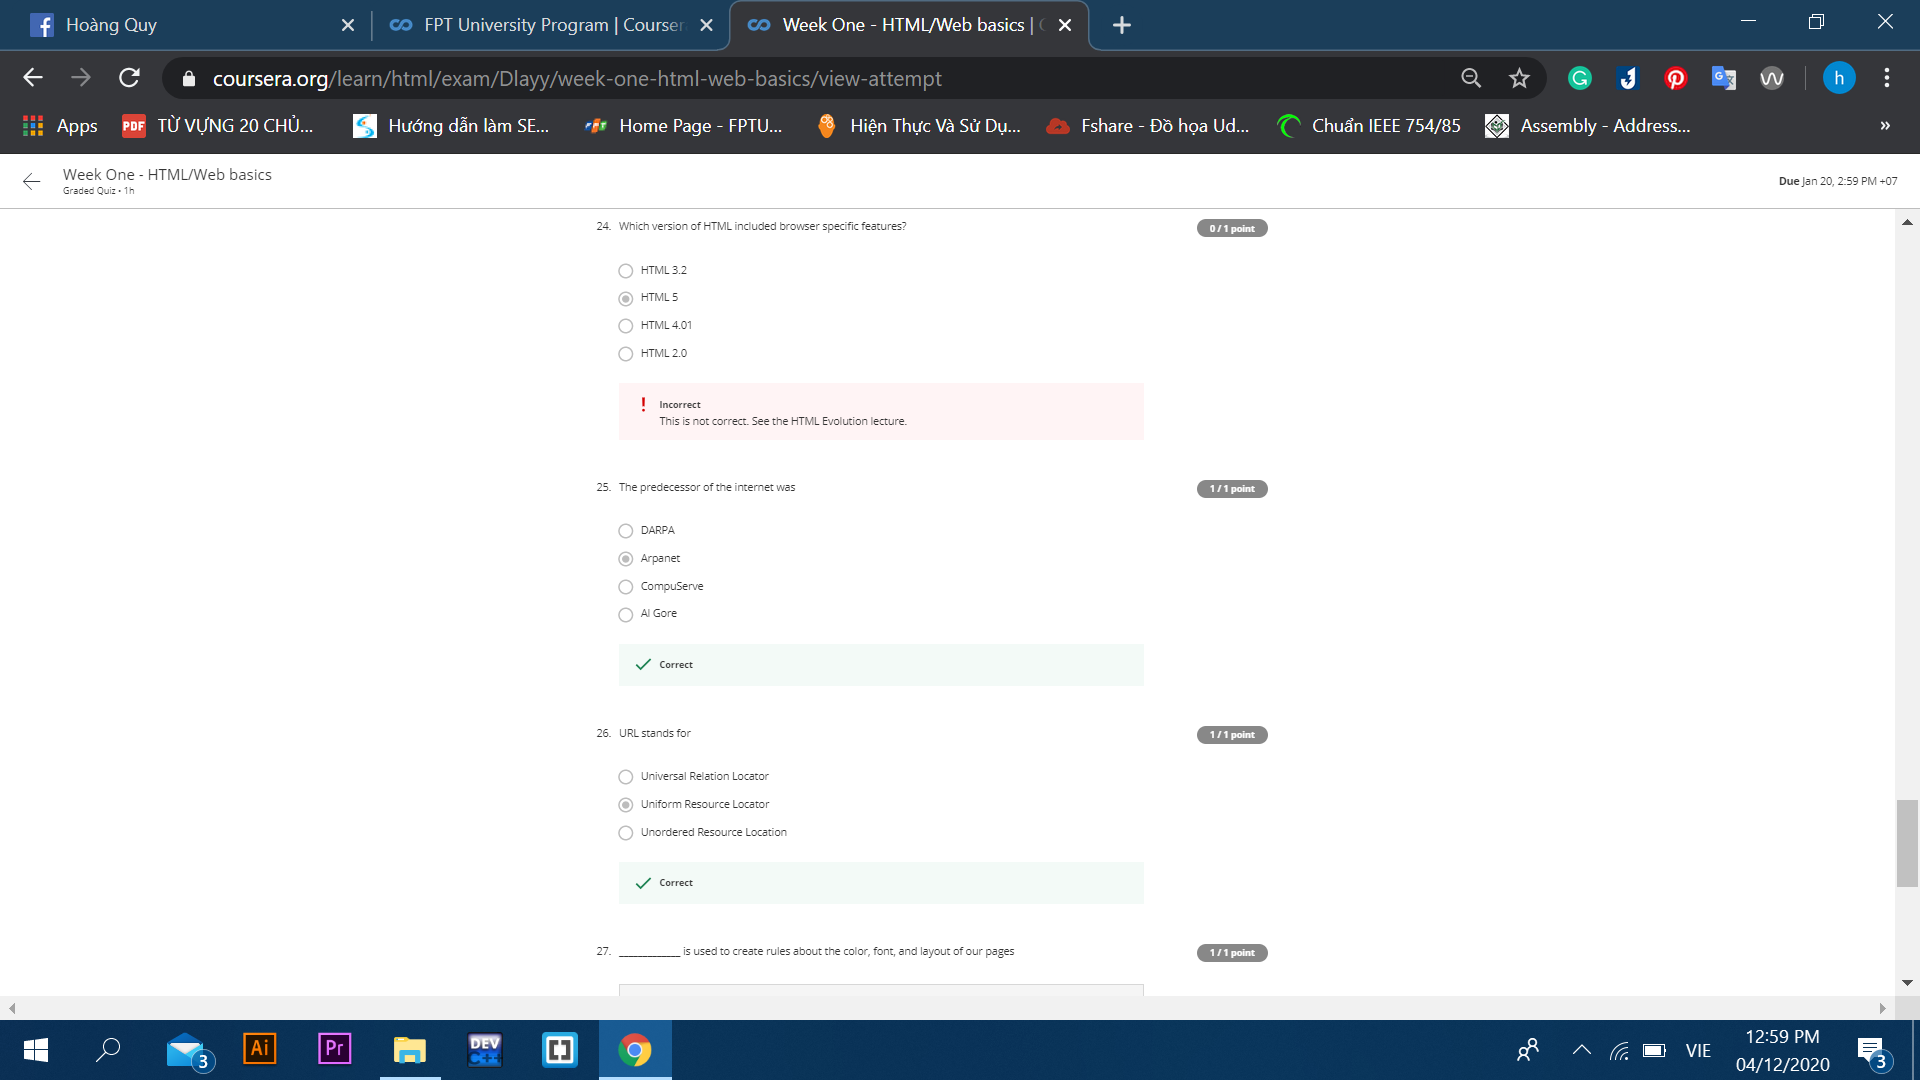 Hoàng Quy
FPT University Program | Courser
Week One - HTML/Web basics |
coursera.org/learn/html/exam/Dlayy/week-one-html-web-basics/view-attempt
h
Apps
PDF
TỪ VỰNG 20 CHỦ...
Hướng dẫn làm SE...
Home Page - FPTU...
Hiện Thực Và Sử Dụ...
Fshare - Đồ họa Ud...
Chuẩn IEEE 754/85
Assembly - Address...
»
Week One - HTML/Web basics
Graded Quiz • 1h
Due Jan 20, 2:59 PM +07
24. Which version of HTML included browser specific features?
0 / 1 point
HTML 3.2
HTML 5
HTML 4.01
HTML 2.0
! Incorrect
This is not correct. See the HTML Evolution lecture.
25. The predecessor of the internet was
1 / 1 point
DARPA
Arpanet
CompuServe
Al Gore
Correct
26. URL stands for
1 / 1 point
Universal Relation Locator
Uniform Resource Locator
Unordered Resource Location
Correct
27. ____________ is used to create rules about the color, font, and layout of our pages
1 / 1 point
3
Ai
Pr
DEV
C++
VIE
12:59 PM
04/12/2020
3